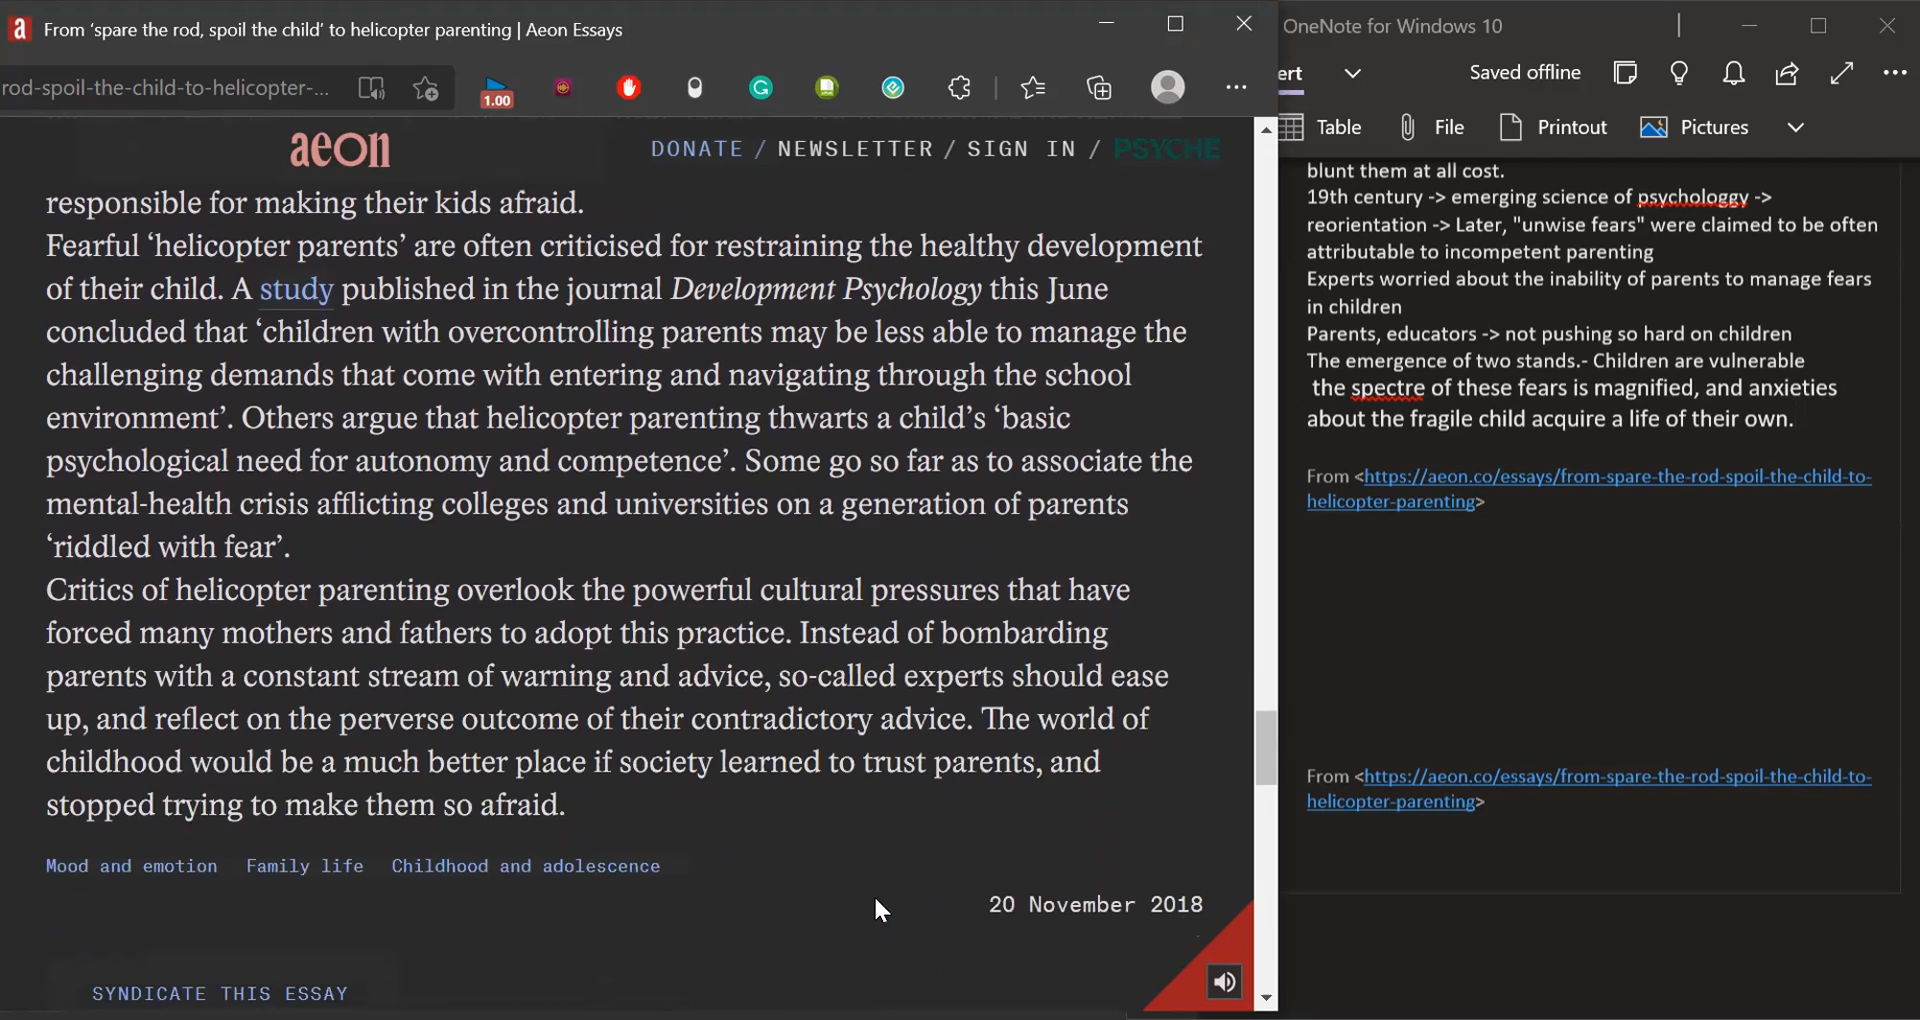 From ‘spare the rod, spoil the child’ to helicopter parenting | Aeon Essays
rod-spoil-the-child-to-helicopter-...
1.00
aeon
DONATE / NEWSLETTER / SIGN IN / PSYCHE
responsible for making their kids afraid.
Fearful ‘helicopter parents’ are often criticised for restraining the healthy development
of their child. A study published in the journal Development Psychology this June
concluded that ‘children with overcontrolling parents may be less able to manage the
challenging demands that come with entering and navigating through the school
environment’. Others argue that helicopter parenting thwarts a child’s ‘basic
psychological need for autonomy and competence’. Some go so far as to associate the
mental-health crisis afflicting colleges and universities on a generation of parents
‘riddled with fear’.
Critics of helicopter parenting overlook the powerful cultural pressures that have
forced many mothers and fathers to adopt this practice. Instead of bombarding
parents with a constant stream of warning and advice, so-called experts should ease
up, and reflect on the perverse outcome of their contradictory advice. The world of
childhood would be a much better place if society learned to trust parents, and
stopped trying to make them so afraid.
Mood and emotion Family life Childhood and adolescence
20 November 2018
SYNDICATE THIS ESSAY
OneNote for Windows 10
ert
Saved offline
Table File Printout Pictures
blunt them at all cost.
19th century -> emerging science of psychologgy ->
reorientation -> Later, "unwise fears" were claimed to be often
attributable to incompetent parenting
Experts worried about the inability of parents to manage fears
in children
Parents, educators -> not pushing so hard on children
The emergence of two stands.- Children are vulnerable
the spectre of these fears is magnified, and anxieties
about the fragile child acquire a life of their own.
From <https://aeon.co/essays/from-spare-the-rod-spoil-the-child-to-
helicopter-parenting>
From <https://aeon.co/essays/from-spare-the-rod-spoil-the-child-to-
helicopter-parenting>